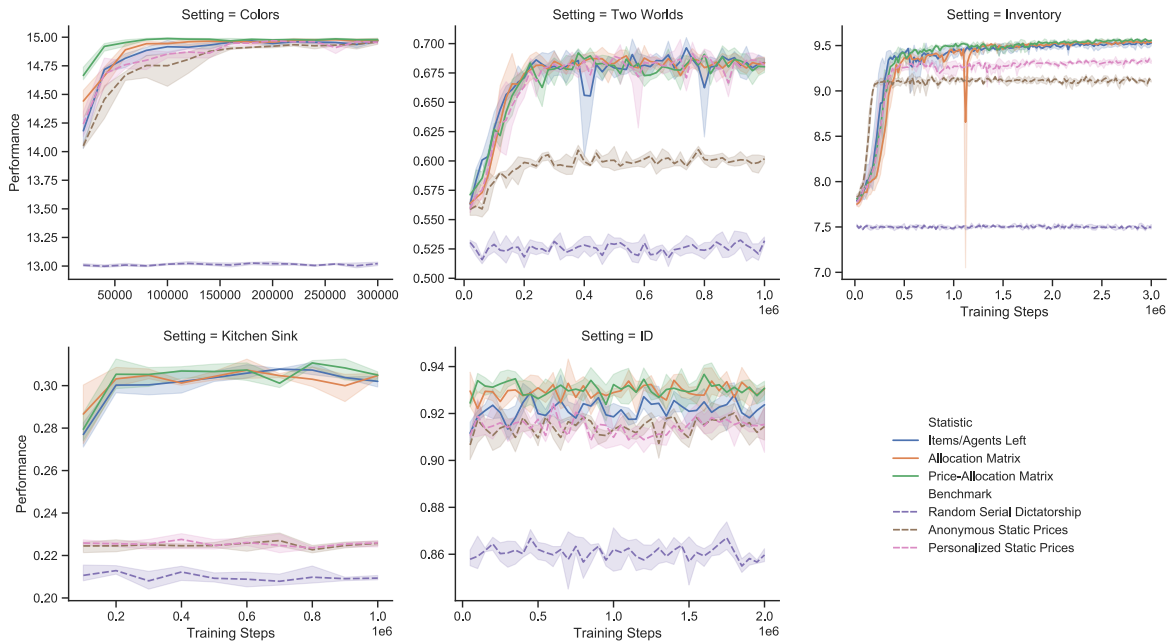 Setting = Colors
Performance
15.00
14.75
14.50
14.25
14.00
13.75
13.50
13.25
13.00
50000 100000 150000 200000 250000 300000
Setting = Two Worlds
0.700
0.675
0.650
0.625
0.600
0.575
0.550
0.525
0.500
0.0 0.2 0.4 0.6 0.8 1.0
1e6
Setting = Inventory
9.5
9.0
8.5
8.0
7.5
7.0
0.0 0.5 1.0 1.5 2.0 2.5 3.0
Training Steps 1e6
Setting = Kitchen Sink
Performance
0.30
0.28
0.26
0.24
0.22
0.20
0.2 0.4 0.6 0.8 1.0
Training Steps 1e6
Setting = ID
0.94
0.92
0.90
0.88
0.86
0.0 0.5 1.0 1.5 2.0
Training Steps 1e6
Statistic
Items/Agents Left
Allocation Matrix
Price-Allocation Matrix
Benchmark
Random Serial Dictatorship
Anonymous Static Prices
Personalized Static Prices